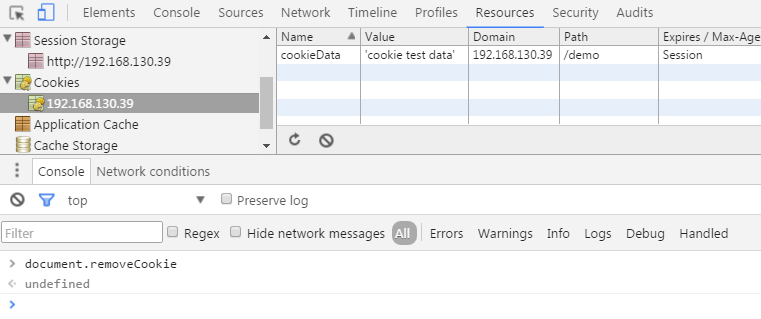 Elements Console Sources Network Timeline Profiles Resources Security Audits
Session Storage
http://192.168.130.39
Cookies
192.168.130.39
Application Cache
Cache Storage
Name Value Domain Path Expires / Max-Age
cookieData 'cookie test data' 192.168.130.39 /demo Session
Console Network conditions
top Preserve log
Filter Regex Hide network messages All Errors Warnings Info Logs Debug Handled
> document.removeCookie
undefined
>